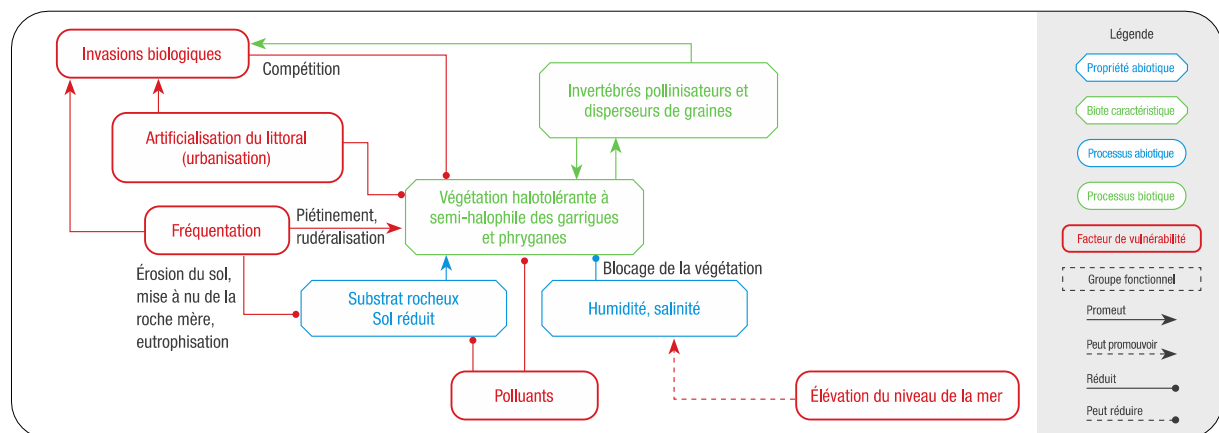 Invasions biologiques
Compétition
Invertébrés pollinisateurs et
disperseurs de graines
Artificialisation du littoral
(urbanisation)
Végétation halotolérante à
semi-halophile des garrigues
et phryganes
Fréquentation
Piétinement,
rudéralisation
Érosion du sol,
mise à nu de la
roche mère,
eutrophisation
Blocage de la végétation
Substrat rocheux
Sol réduit
Humidité, salinité
Polluants
Élévation du niveau de la mer
Légende
Propriété abiotique
Biote caractéristique
Processus abiotique
Processus biotique
Facteur de vulnérabilité
Groupe fonctionnel
Promeut
Peut promouvoir
Réduit
Peut réduire